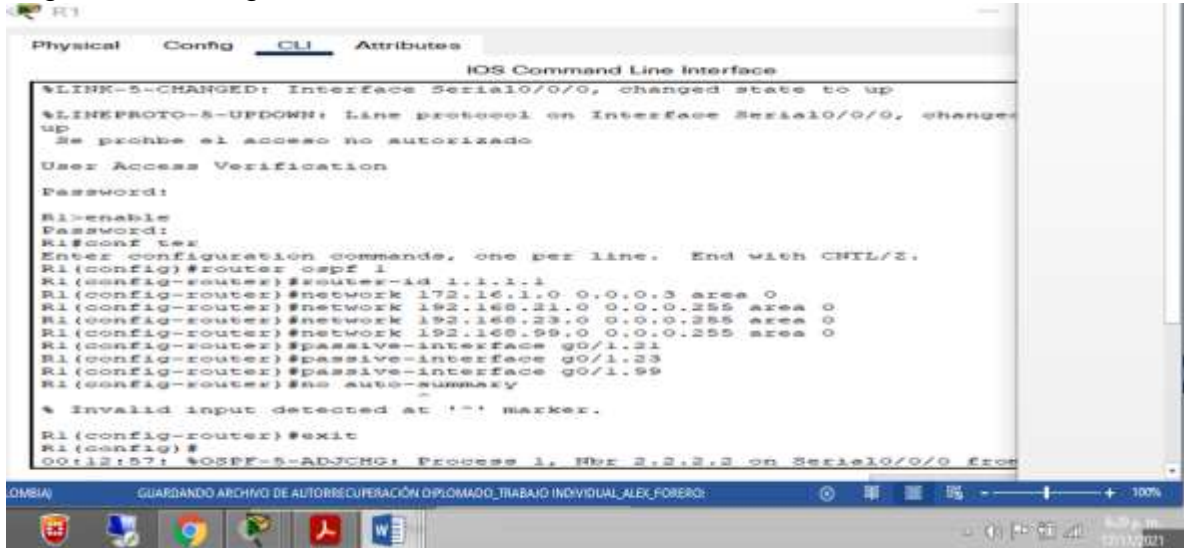 R1
Physical Config CLI Attributes
IOS Command Line Interface
%LINK-5-CHANGED: Interface Serial0/0/0, changed state to up
%LINEPROTO-5-UPDOWN: Line protocol on Interface Serial0/0/0, change
up
Se prohbe el acceso no autorizado
User Access Verification
Password:
R1>enable
Password:
R1#conf ter
Enter configuration commands, one per line. End with CNTL/Z.
R1(config)#router ospf 1
R1(config-router)#router-id 1.1.1.1
R1(config-router)#network 172.16.1.0 0.0.0.3 area 0
R1(config-router)#network 192.168.21.0 0.0.0.255 area 0
R1(config-router)#network 192.168.23.0 0.0.0.255 area 0
R1(config-router)#network 192.168.99.0 0.0.0.255 area 0
R1(config-router)#passive-interface g0/1.21
R1(config-router)#passive-interface g0/1.23
R1(config-router)#passive-interface g0/1.99
R1(config-router)#no auto-summary
^
% Invalid input detected at '^' marker.
R1(config-router)#exit
R1(config)#
00:12:57: %OSPF-5-ADJCHG: Process 1, Nbr 2.2.2.2 on Serial0/0/0 from
OMBIA) GUARDANDO ARCHIVO DE AUTORRECUPERACIÓN DIPLOMADO_TRABAJO INDIVIDUAL_ALEX_FORERO: 100%